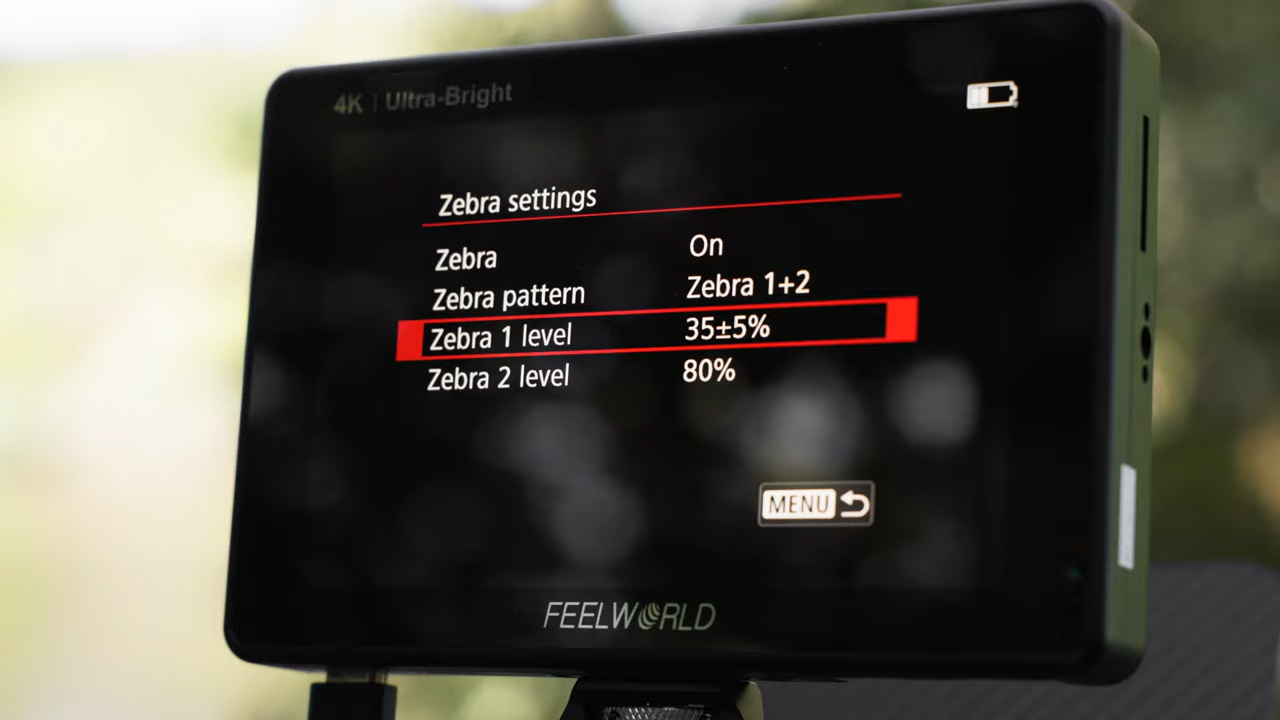 4K | Ultra-Bright
Zebra settings
Zebra On
Zebra pattern Zebra 1+2
Zebra 1 level 35±5%
Zebra 2 level 80%
MENU
FEELWORLD